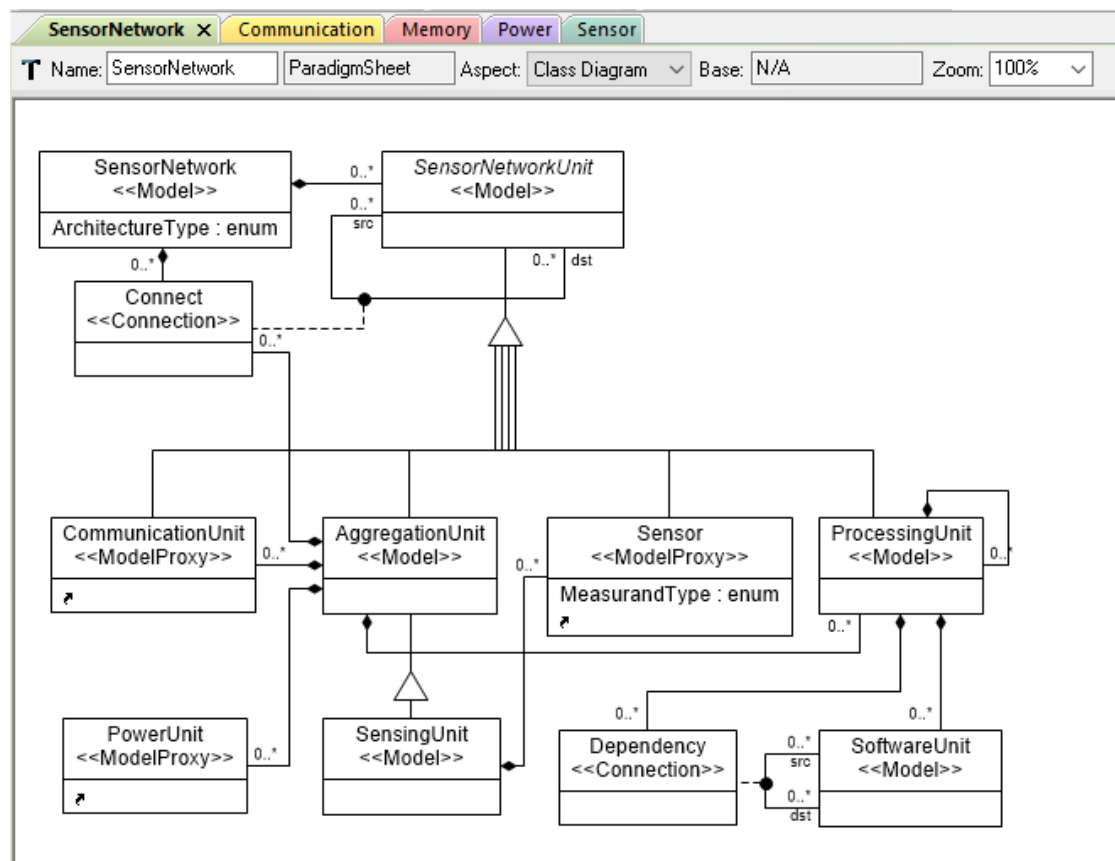 SensorNetwork X Communication Memory Power Sensor
Name: SensorNetwork ParadigmSheet Aspect: Class Diagram Base: N/A Zoom: 100%
SensorNetwork
<<Model>>
ArchitectureType : enum
0..*
SensorNetworkUnit
<<Model>>
0..*
src
0..* dst
0..*
Connect
<<Connection>>
0..*
CommunicationUnit
<<ModelProxy>>
0..*
AggregationUnit
<<Model>>
Sensor
<<ModelProxy>>
MeasurandType : enum
0..*
ProcessingUnit
<<Model>>
0..*
0..*
PowerUnit
<<ModelProxy>>
0..*
SensingUnit
<<Model>>
0..*
Dependency
<<Connection>>
0..*
SoftwareUnit
<<Model>>
0..*
src
0..*
dst